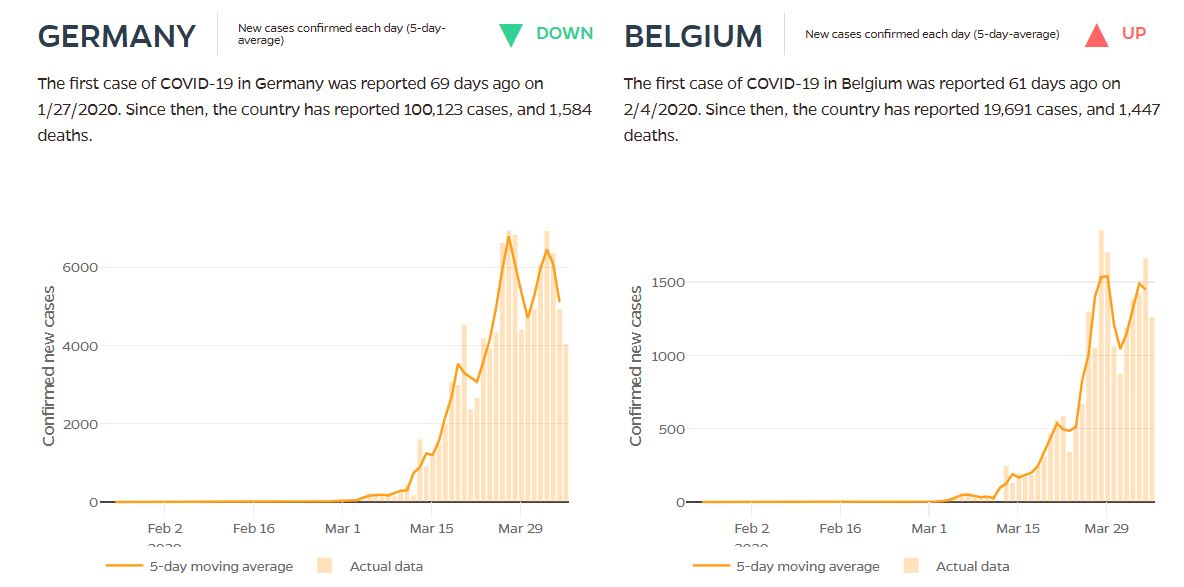 GERMANY
New cases confirmed each day (5-day-
average)
DOWN
The first case of COVID-19 in Germany was reported 69 days ago on
1/27/2020. Since then, the country has reported 100,123 cases, and 1,584
deaths.
Confirmed new cases
6000
4000
2000
0
Feb 2
2020
Feb 16
Mar 1
Mar 15
Mar 29
5-day moving average
Actual data
BELGIUM
New cases confirmed each day (5-day-average)
UP
The first case of COVID-19 in Belgium was reported 61 days ago on
2/4/2020. Since then, the country has reported 19,691 cases, and 1,447
deaths.
Confirmed new cases
1500
1000
500
0
Feb 2
2020
Feb 16
Mar 1
Mar 15
Mar 29
5-day moving average
Actual data